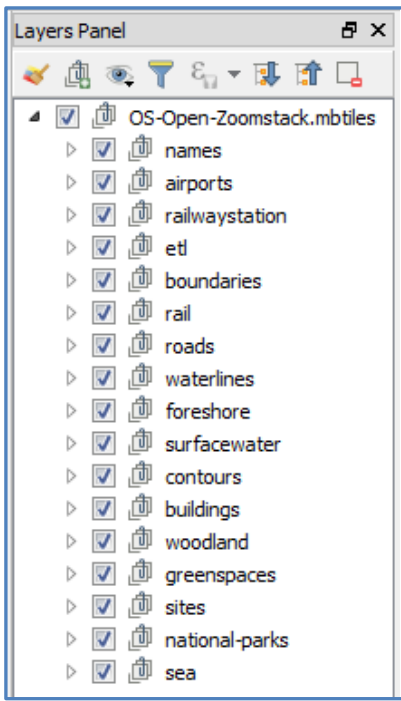 Layers Panel
OS-Open-Zoomstack.mbtiles
names
airports
railwaystation
etl
boundaries
rail
roads
waterlines
foreshore
surfacewater
contours
buildings
woodland
greenspaces
sites
national-parks
sea